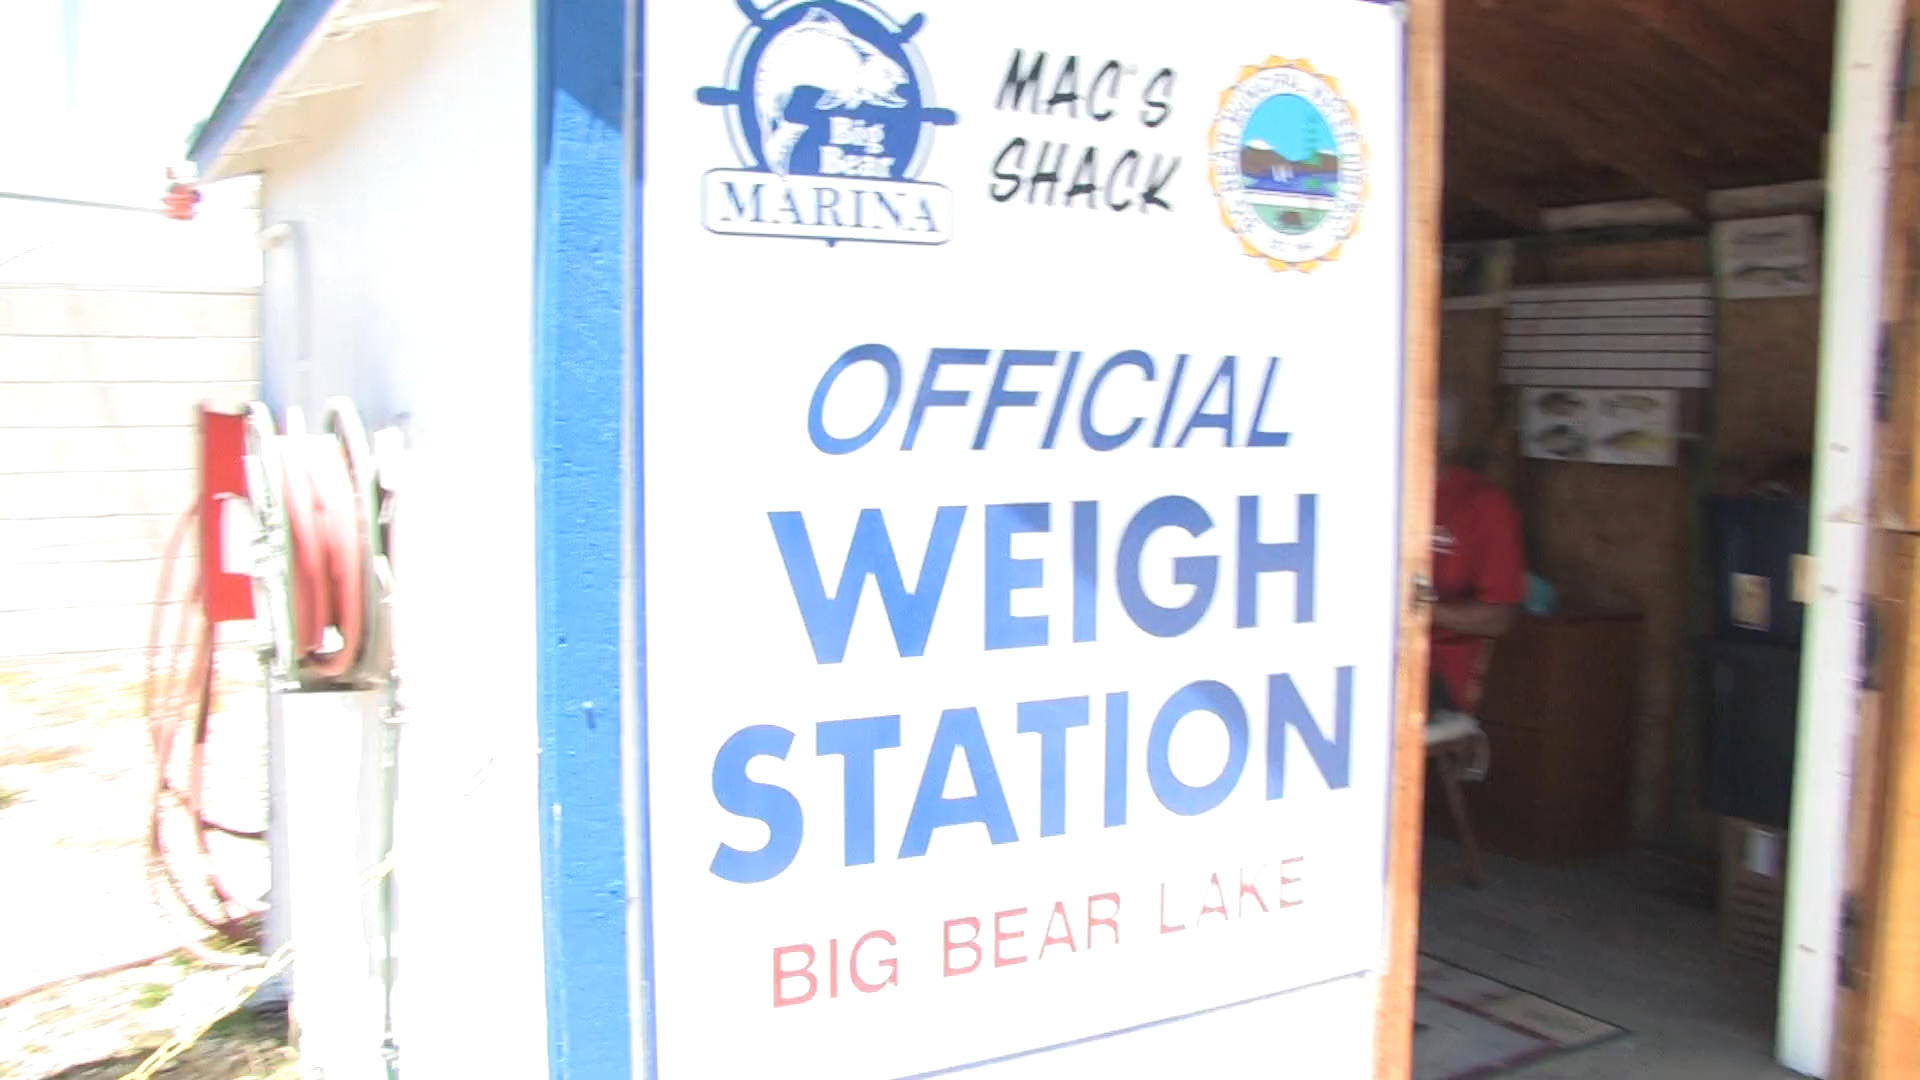 Big
Bear
MARINA
MAC'S
SHACK
OFFICIAL
WEIGH
STATION
BIG BEAR LAKE